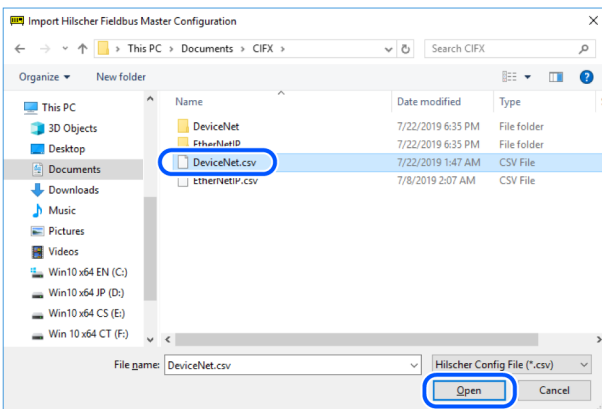 Import Hilscher Fieldbus Master Configuration
This PC > Documents > CIFX >
Search CIFX
Organize
New folder
Name
Date modified
Type
This PC
3D Objects
Desktop
Documents
Downloads
Music
Pictures
Videos
Win10 x64 EN (C:)
Win10 x64 JP (D:)
Win10 x64 CS (E:)
Win 10 x64 CT (F:)
DeviceNet 7/22/2019 6:35 PM File folder
EtherNetIP 7/22/2019 6:35 PM File folder
DeviceNet.csv 7/22/2019 1:47 AM CSV File
EtherNetIP.csv 7/8/2019 2:07 AM CSV File
File name: DeviceNet.csv
Hilscher Config File (*.csv)
Open
Cancel